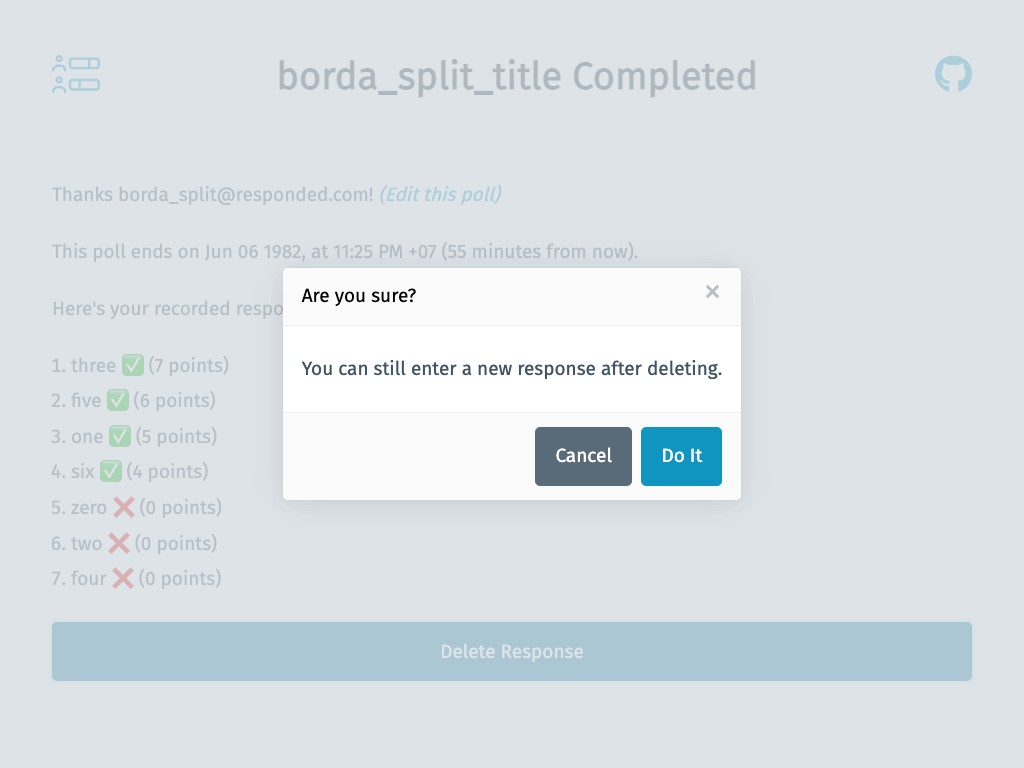 borda_split_title Completed
Thanks borda_split@responded.com! (Edit this poll)
This poll ends on Jun 06 1982, at 11:25 PM +07 (55 minutes from now).
Here's your recorded
1. three ✅ (7 points)
2. five ✅ (6 points)
3. one ✅ (5 points)
4. six ✅ (4 points)
5. zero ❌ (0 points)
6. two ❌ (0 points)
7. four ❌ (0 points)
Delete Response
Are you sure?
×
You can still enter a new response after deleting.
Cancel
Do It